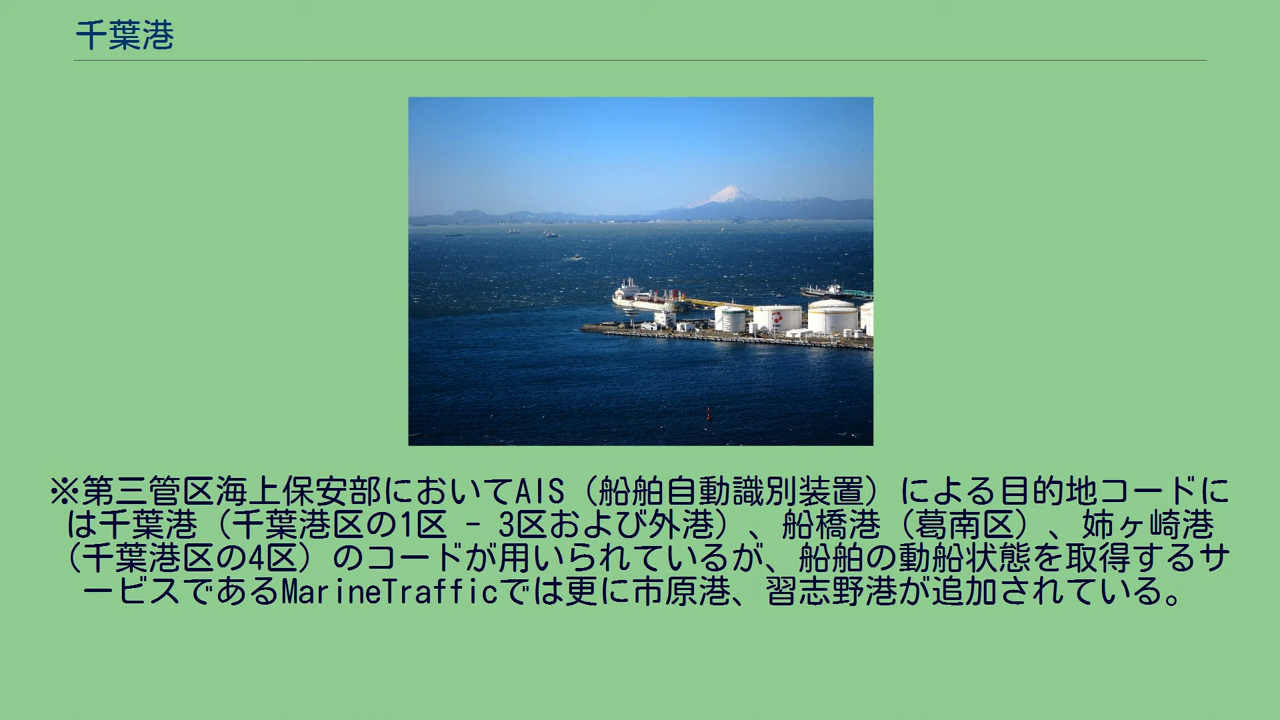 千葉港
※第三管区海上保安部においてAIS（船舶自動識別装置）による目的地コードに
は千葉港（千葉港区の1区 - 3区および外港）、船橋港（葛南区）、姉ヶ崎港
（千葉港区の4区）のコードが用いられているが、船舶の動船状態を取得するサ
ービスであるMarineTrafficでは更に市原港、習志野港が追加されている。